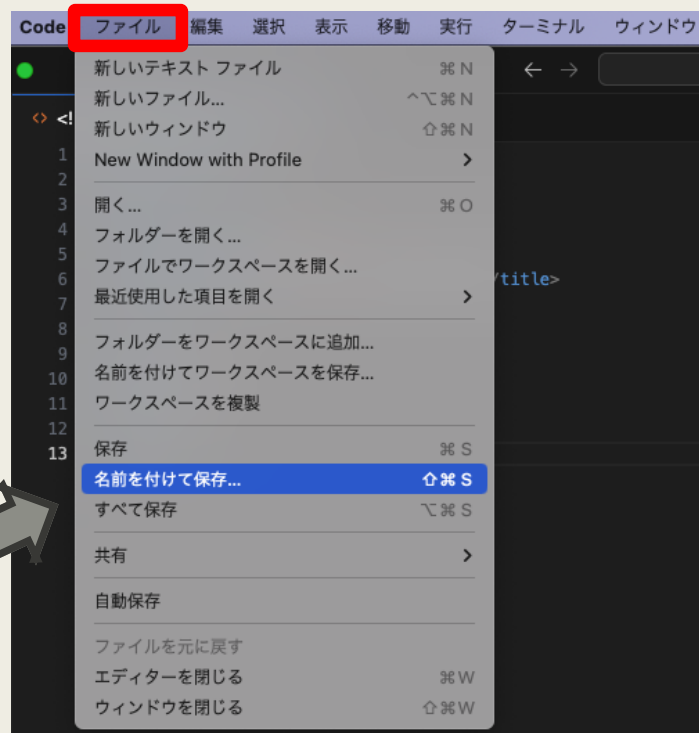 Code ファイル 編集 選択 表示 移動 実行 ターミナル ウィンドウ
新しいテキスト ファイル ⌘ N
← →
新しいファイル... ^⌥⌘ N
<> <!
新しいウィンドウ ⇧⌘ N
1
New Window with Profile >
2
3
開く... ⌘ O
4
フォルダーを開く...
5
ファイルでワークスペースを開く...
6
/title>
最近使用した項目を開く >
7
8
フォルダーをワークスペースに追加...
9
名前を付けてワークスペースを保存...
10
ワークスペースを複製
11
12
保存 ⌘ S
13
名前を付けて保存... ⇧⌘ S
すべて保存 ⌥⌘ S
共有 >
自動保存
ファイルを元に戻す
エディターを閉じる ⌘W
ウィンドウを閉じる ⇧⌘W